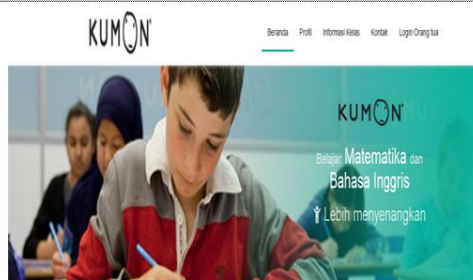 KUMON
Beranda Profil Informasi Kelas Kontak Login Orang tua
KUMON
Belajar Matematika dan
Bahasa Inggris
Lebih menyenangkan